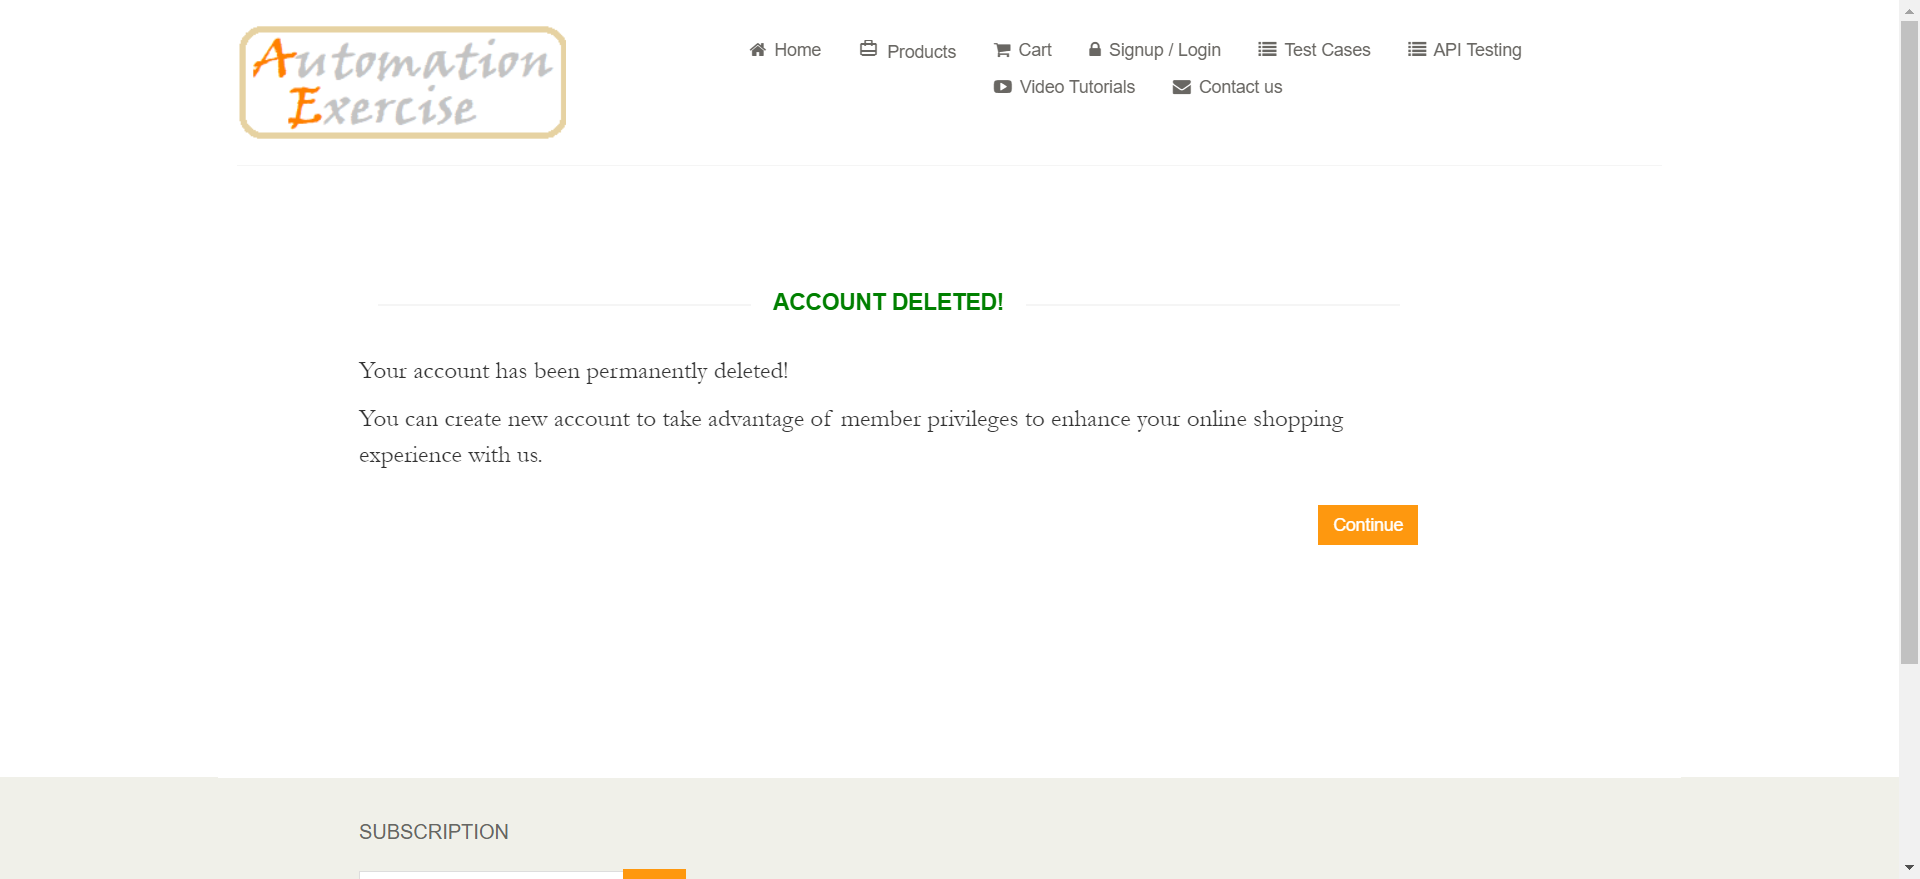 Automation
Exercise
Home
Products
Cart
Signup / Login
Test Cases
API Testing
Video Tutorials
Contact us
ACCOUNT DELETED!
Your account has been permanently deleted!
You can create new account to take advantage of member privileges to enhance your online shopping
experience with us.
Continue
SUBSCRIPTION